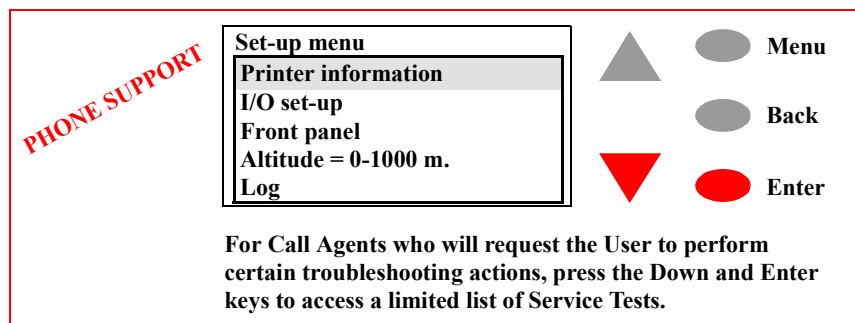 PHONE SUPPORT
Set-up menu
Printer information
I/O set-up
Front panel
Altitude = 0-1000 m.
Log
Menu
Back
Enter
For Call Agents who will request the User to perform
certain troubleshooting actions, press the Down and Enter
keys to access a limited list of Service Tests.